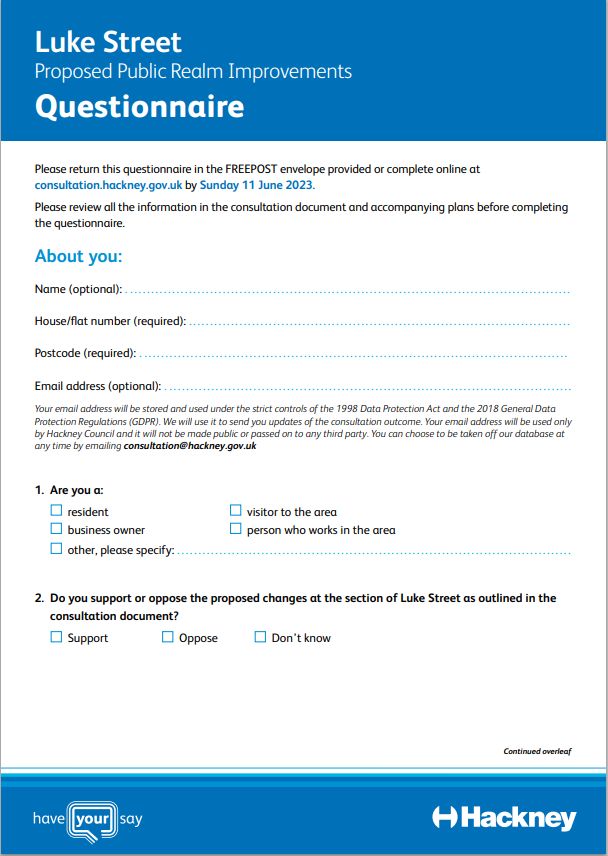 Luke Street
Proposed Public Realm Improvements
Questionnaire
Please return this questionnaire in the FREEPOST envelope provided or complete online at
consultation.hackney.gov.uk by Sunday 11 June 2023.
Please review all the information in the consultation document and accompanying plans before completing
the questionnaire.
About you:
Name (optional):
House/flat number (required):
Postcode (required):
Email address (optional):
Your email address will be stored and used under the strict controls of the 1998 Data Protection Act and the 2018 General Data
Protection Regulations (GDPR). We will use it to send you updates of the consultation outcome. Your email address will be used only
by Hackney Council and it will not be made public or passed on to any third party. You can choose to be taken off our database at
any time by emailing consultation@hackney.gov.uk
1. Are you a:
resident
visitor to the area
business owner
person who works in the area
other, please specify:
2. Do you support or oppose the proposed changes at the section of Luke Street as outlined in the
consultation document?
Support Oppose Don't know
Continued overleaf
have your say
Hackney